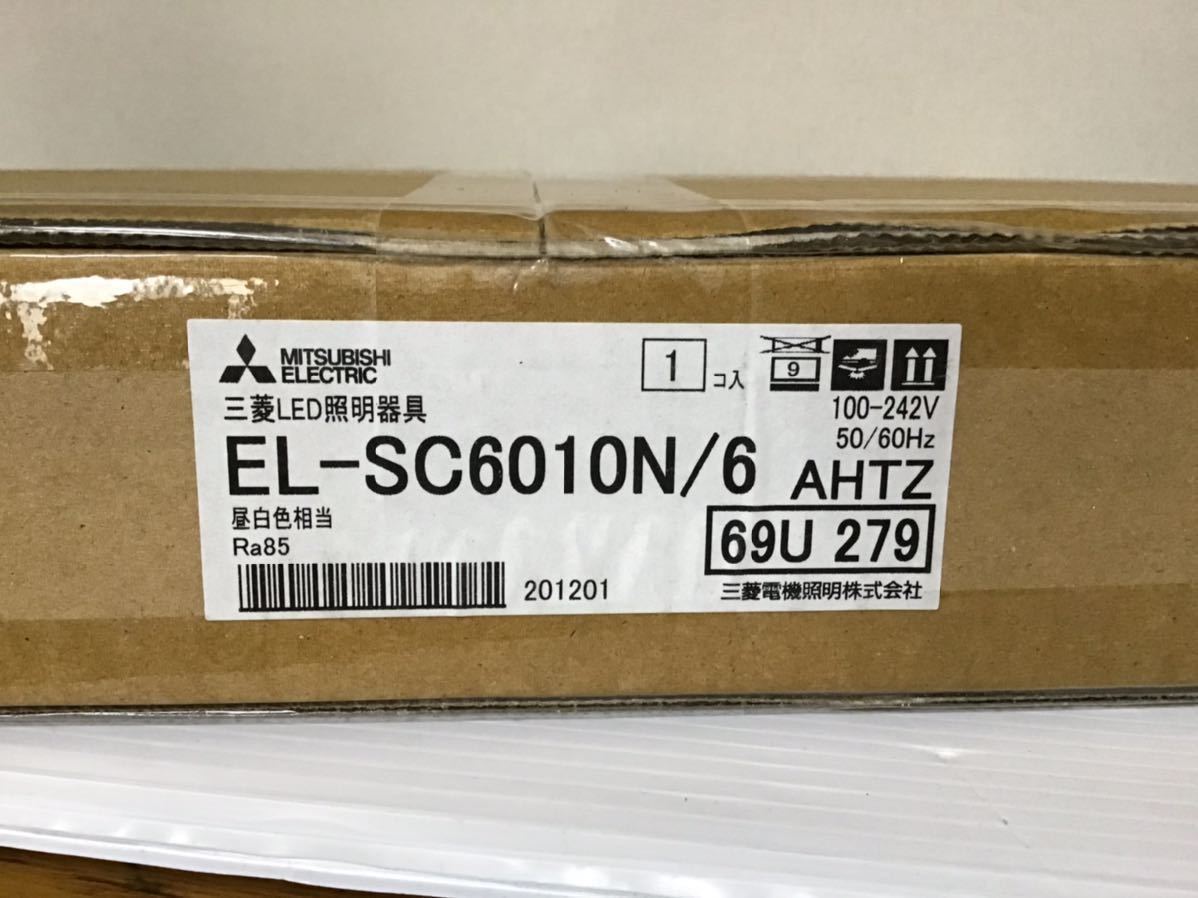 MITSUBISHI
ELECTRIC
1 コ入
9
三菱LED照明器具
100-242V
50/60Hz
EL-SC6010N/6 AHTZ
昼白色相当
Ra85
69U 279
201201
三菱電機照明株式会社